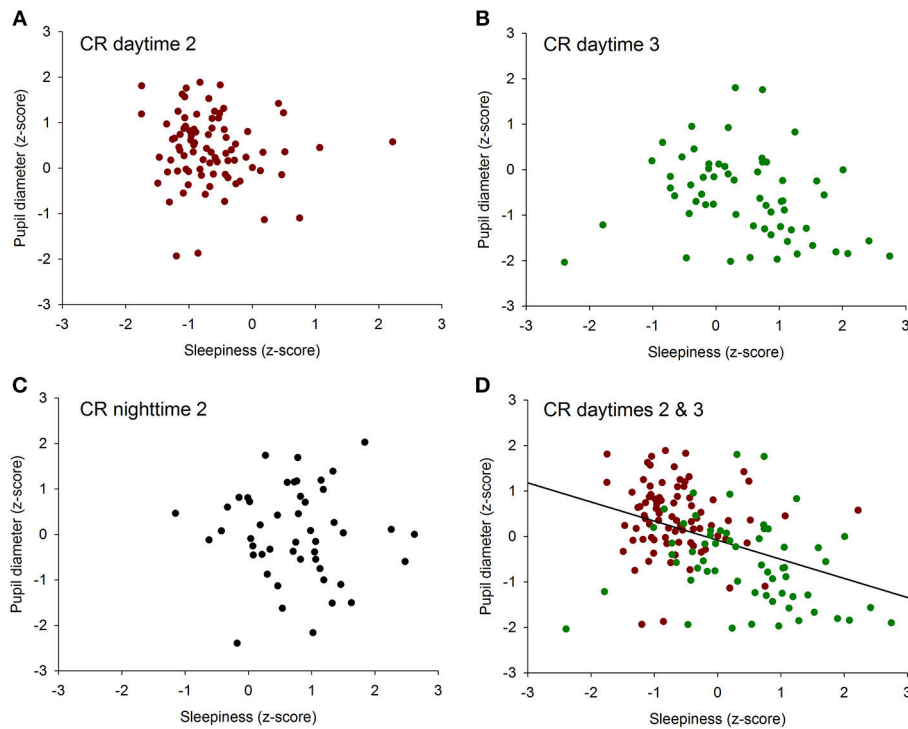 A
CR daytime 2
3
2
1
0
-1
-2
-3
Pupil diameter (z-score)
-3 -2 -1 0 1 2 3
Sleepiness (z-score)
B
CR daytime 3
3
2
1
0
-1
-2
-3
Pupil diameter (z-score)
-3 -2 -1 0 1 2 3
Sleepiness (z-score)
C
CR nighttime 2
3
2
1
0
-1
-2
-3
Pupil diameter (z-score)
-3 -2 -1 0 1 2 3
Sleepiness (z-score)
D
CR daytimes 2 & 3
3
2
1
0
-1
-2
-3
Pupil diameter (z-score)
-3 -2 -1 0 1 2 3
Sleepiness (z-score)